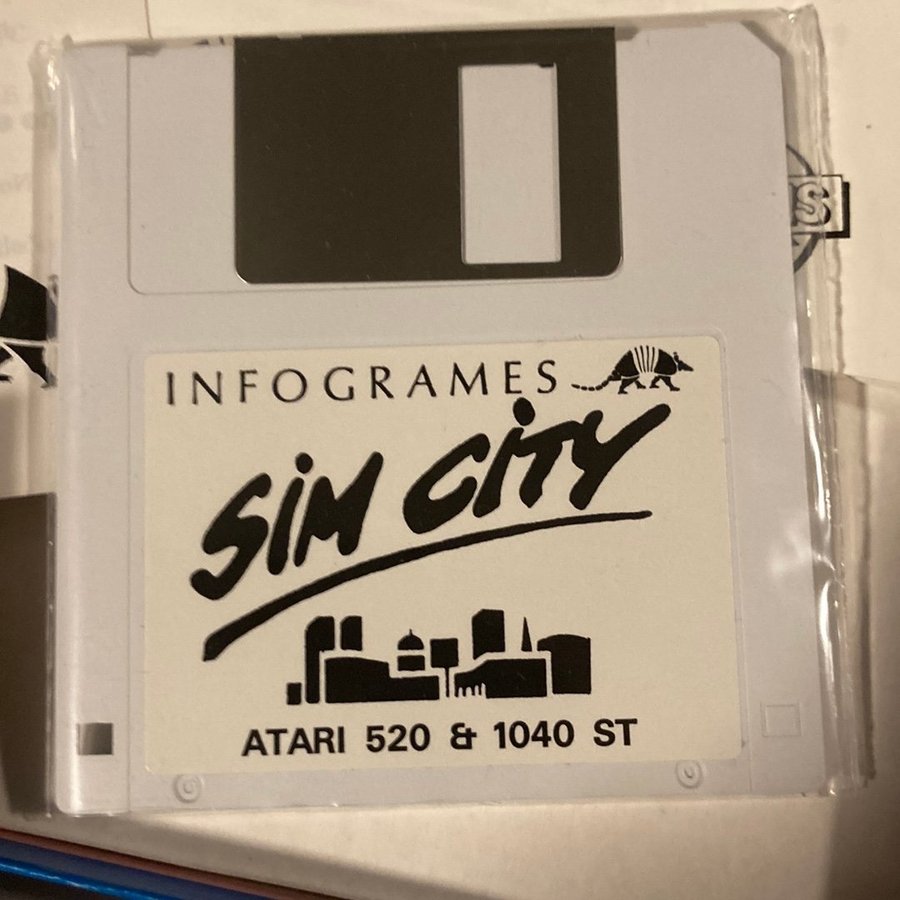 INFOGRAMES
SIM CITY
ATARI 520 & 1040 ST